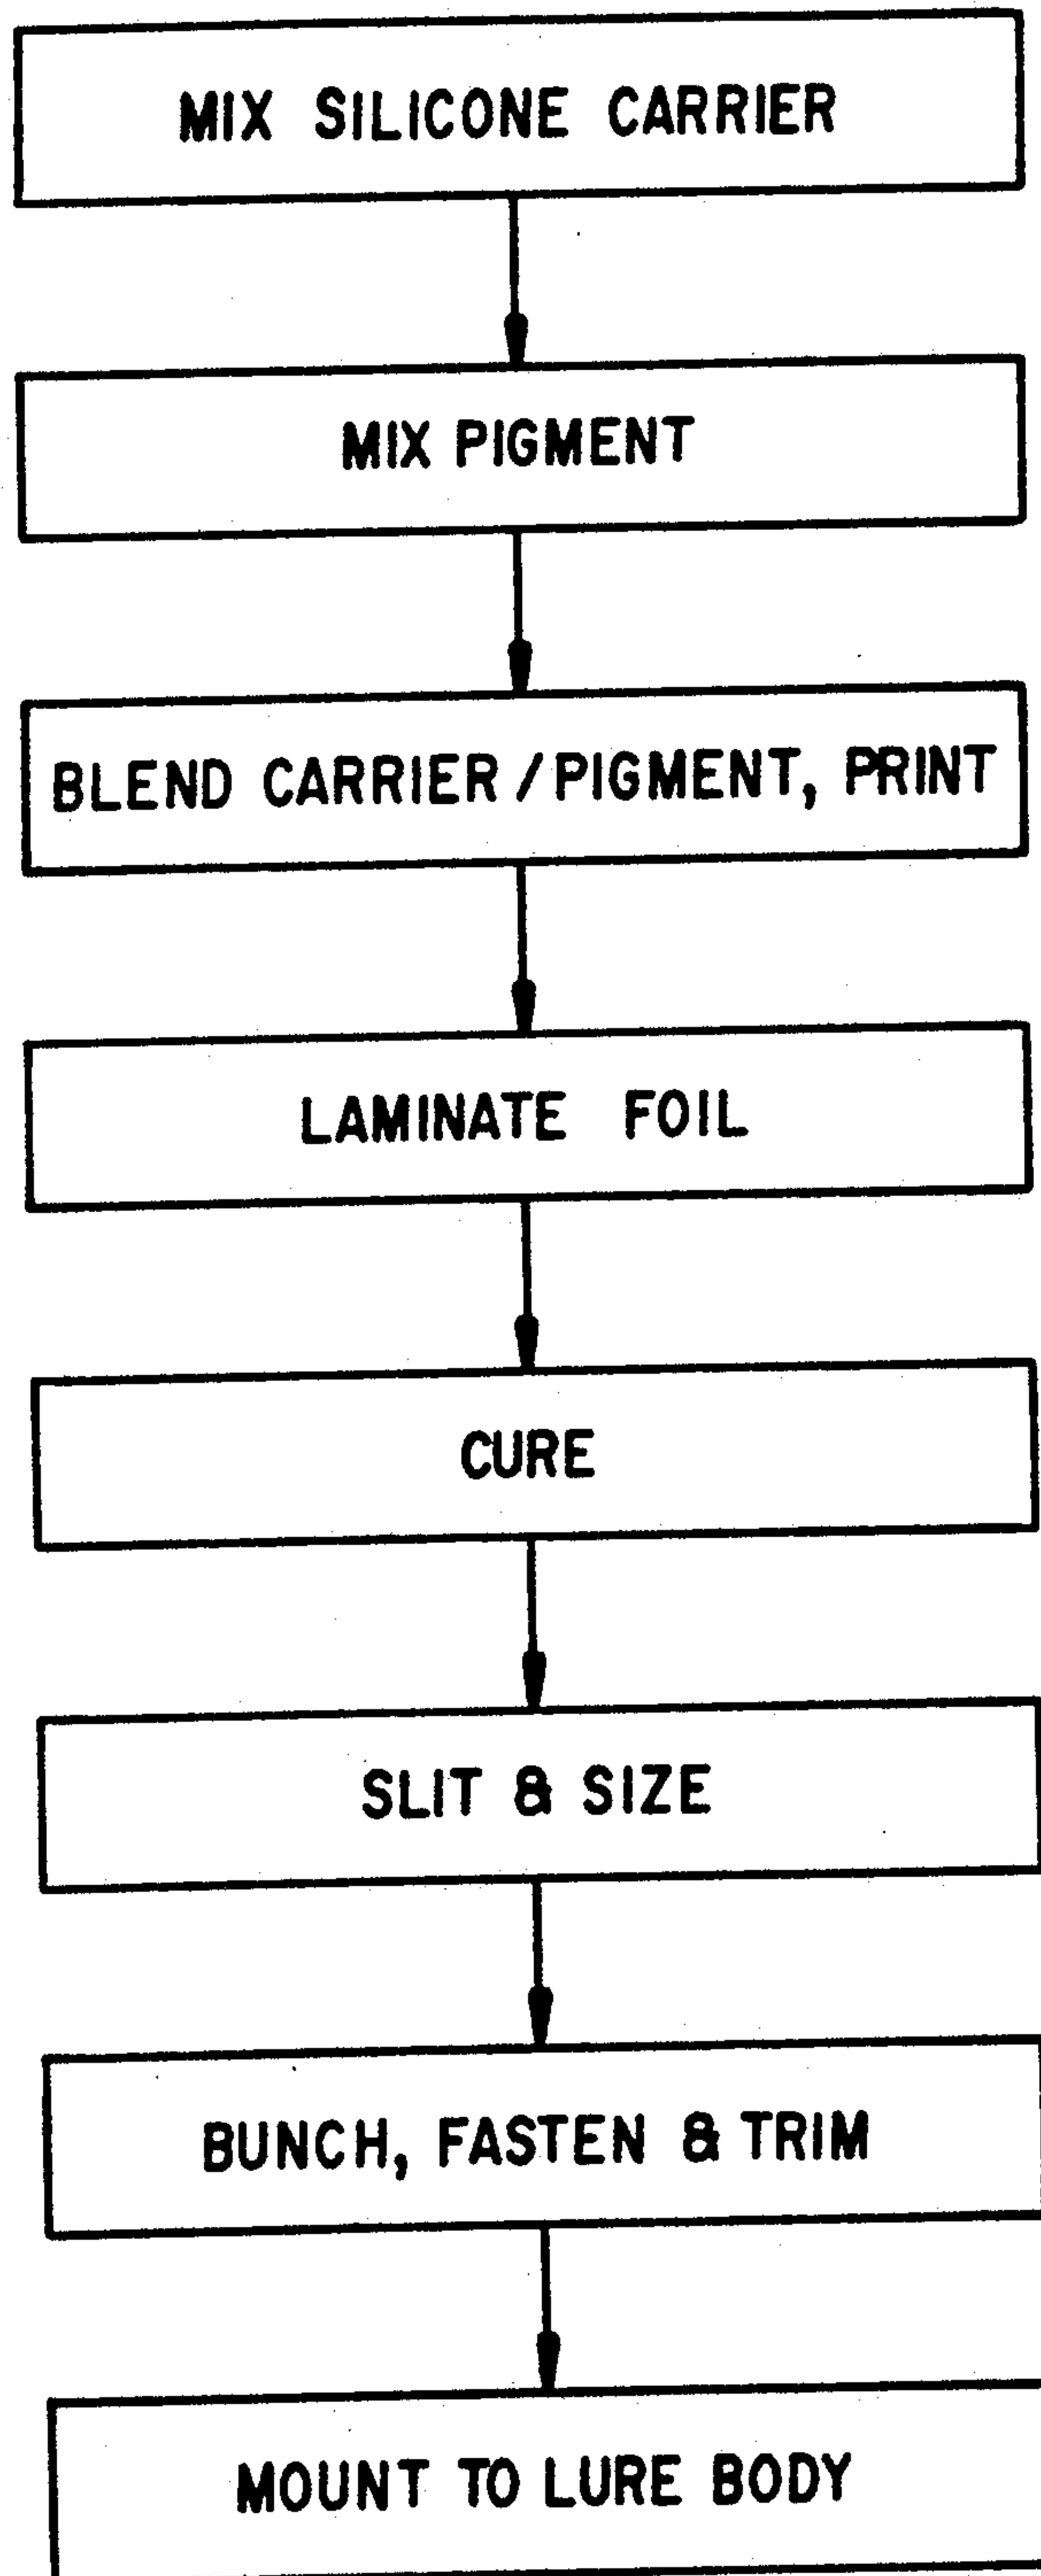 MIX SILICONE CARRIER
MIX PIGMENT
BLEND CARRIER/PIGMENT, PRINT
LAMINATE FOIL
CURE
SLIT & SIZE
BUNCH, FASTEN & TRIM
MOUNT TO LURE BODY